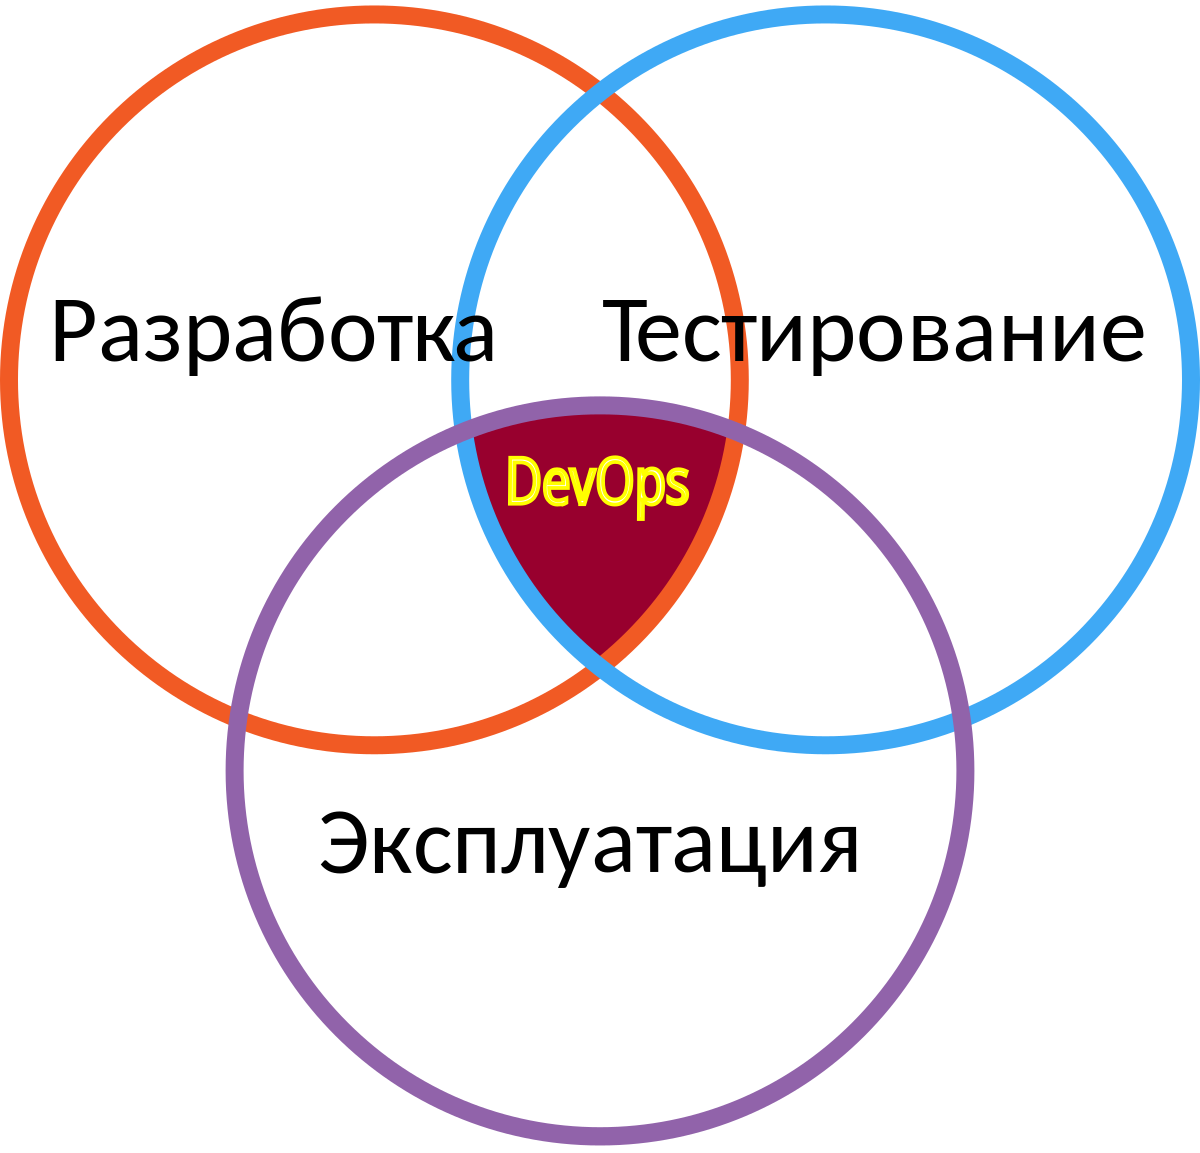 Разработка
Тестирование
DevOps
Эксплуатация